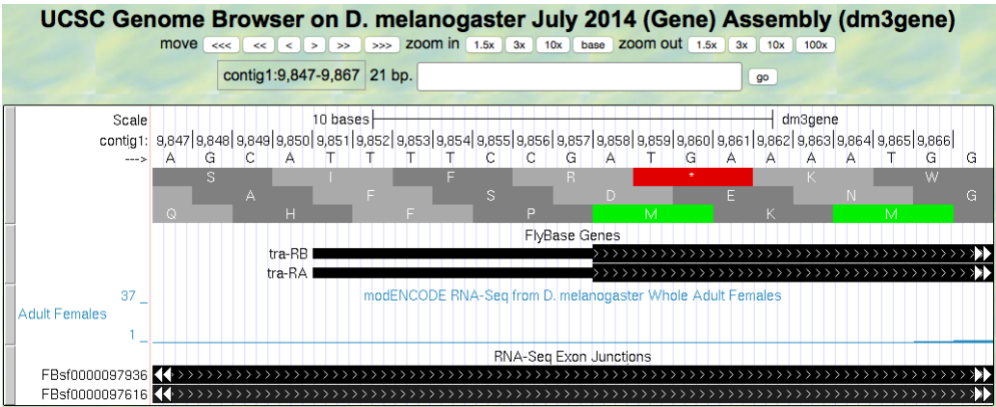 UCSC Genome Browser on D. melanogaster July 2014 (Gene) Assembly (dm3gene)
move <<< << < > >> >>> zoom in 1.5x 3x 10x base zoom out 1.5x 3x 10x 100x
contig1:9,847-9,867 21 bp. go
Scale 10 bases dm3gene
contig1: 9,847 9,848 9,849 9,850 9,851 9,852 9,853 9,854 9,855 9,856 9,857 9,858 9,859 9,860 9,861 9,862 9,863 9,864 9,865 9,866
---> A G C A T T T T C C G A T G A A A A T G G
S I F R * K W
A F S D E N G
Q H F P M K M
FlyBase Genes
tra-RB
tra-RA
37 modENCODE RNA-Seq from D. melanogaster Whole Adult Females
Adult Females
1
RNA-Seq Exon Junctions
FBsf0000097936
FBsf0000097616